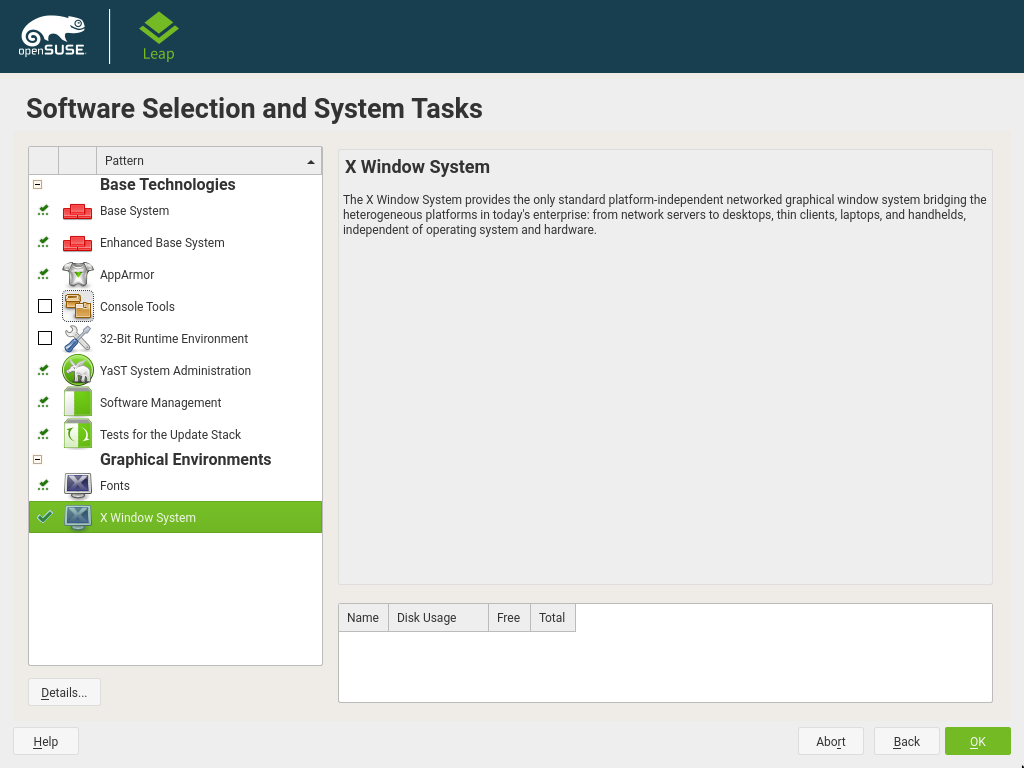 openSUSE
Leap
Software Selection and System Tasks
Pattern
Base Technologies
Base System
Enhanced Base System
AppArmor
Console Tools
32-Bit Runtime Environment
YaST System Administration
Software Management
Tests for the Update Stack
Graphical Environments
Fonts
X Window System
Details...
X Window System
The X Window System provides the only standard platform-independent networked graphical window system bridging the
heterogeneous platforms in today's enterprise: from network servers to desktops, thin clients, laptops, and handhelds,
independent of operating system and hardware.
Name Disk Usage Free Total
Help Abort Back OK